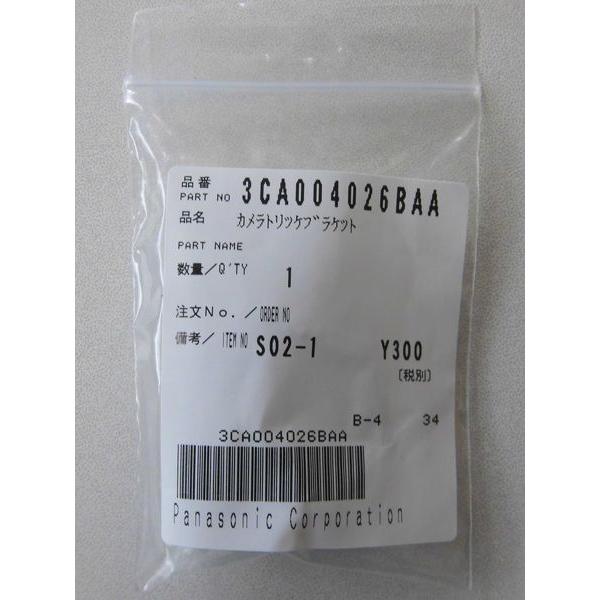 品番
PART NO 3CA004026BAA
品名 カメラトリツケブラケット
PART NAME
数量/Q'TY 1
注文No./ORDER NO
備考/ITEM NO S02-1 Y300
〔税別〕
B-4 34
3CA004026BAA
Panasonic Corporation